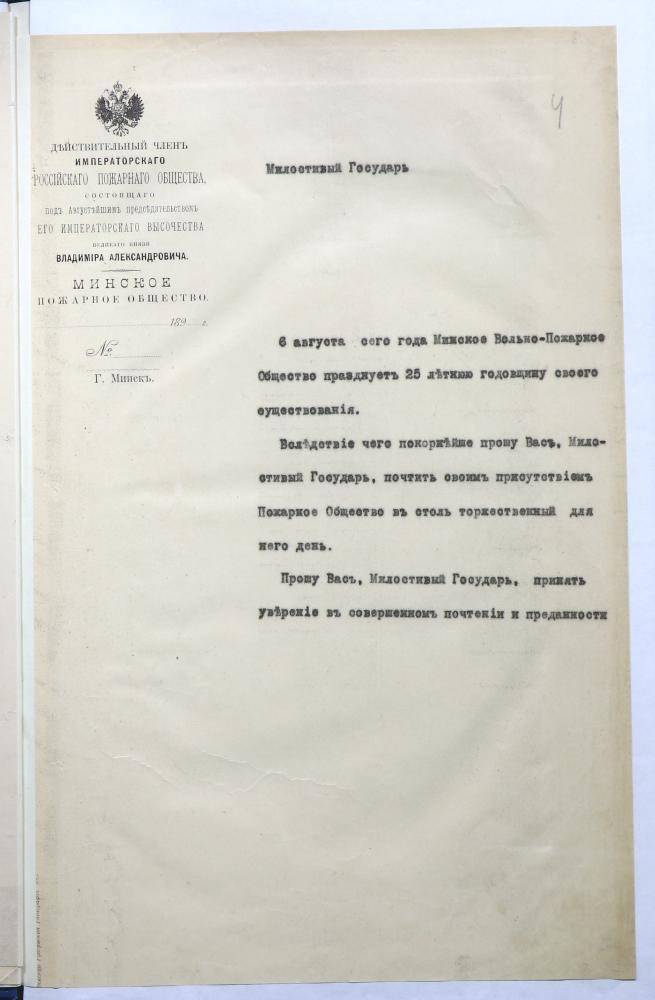 4
ДѢЙСТВИТЕЛЬНЫЙ ЧЛЕНЪ
ИМПЕРАТОРСКАГО
РОССІЙСКАГО ПОЖАРНАГО ОБЩЕСТВА,
СОСТОЯЩАГО
ПОДЪ АВГУСТѢЙШИМЪ ПРЕДСѢДАТЕЛЬСТВОМЪ
ЕГО ИМПЕРАТОРСКАГО ВЫСОЧЕСТВА
ВЕЛИКАГО КНЯЗЯ
ВЛАДИМІРА АЛЕКСАНДРОВИЧА.
МИНСКОЕ
ПОЖАРНОЕ ОБЩЕСТВО.
189 г.
№
Г. Минскъ.
Милостивый Государь
6 августа сего года Минское Вольно-Пожарное
Общество празднуетъ 25 лѣтнюю годовщину своего
существованія.
Вслѣдствіе чего покорнѣйше прошу Васъ, Мило-
стивый Государь, почтить своимъ присутствіемъ
Пожарное Общество въ столь торжественный для
него день.
Прошу Васъ, Милостивый Государь, принять
увѣреніе въ совершенномъ почтеніи и преданности